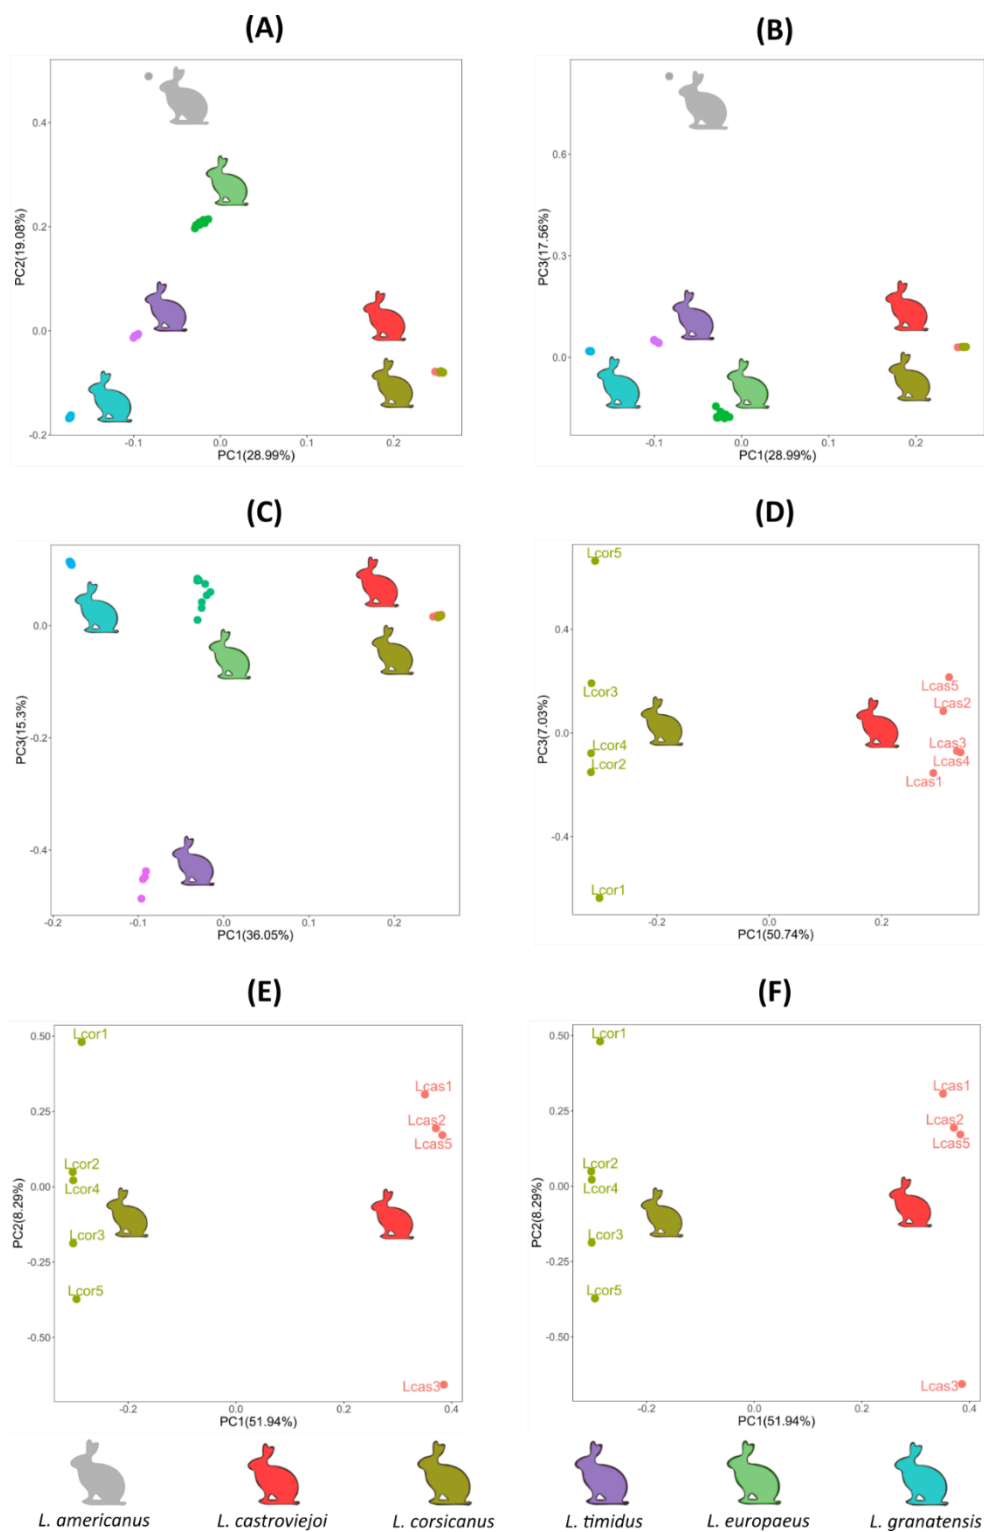 (A)
(B)
0.4
0.2
0.0
-0.2
PC2(19.08%)
-0.1
0.0
0.1
0.2
PC1(28.99%)
0.6
0.3
0.0
PC3(17.56%)
-0.1
0.0
0.1
0.2
PC1(28.99%)
(C)
(D)
0.0
-0.2
-0.4
PC3(15.3%)
-0.2
-0.1
0.0
0.1
0.2
PC1(36.05%)
Lcor5
Lcor3
Lcor4
Lcor2
Lcor1
Lcas5
Lcas2
Lcas3
Lcas4
Lcas1
0.4
0.0
-0.4
PC3(7.03%)
-0.2
0.0
0.2
PC1(50.74%)
(E)
(F)
0.50
0.25
0.00
-0.25
-0.50
PC2(8.29%)
Lcor1
Lcor2
Lcor4
Lcor3
Lcor5
Lcas1
Lcas2
Lcas5
Lcas3
-0.2
0.0
0.2
0.4
PC1(51.94%)
0.50
0.25
0.00
-0.25
-0.50
PC2(8.29%)
Lcor1
Lcor2
Lcor4
Lcor3
Lcor5
Lcas1
Lcas2
Lcas5
Lcas3
-0.2
0.0
0.2
0.4
PC1(51.94%)
L. americanus
L. castroviejoi
L. corsicanus
L. timidus
L. europaeus
L. granatensis